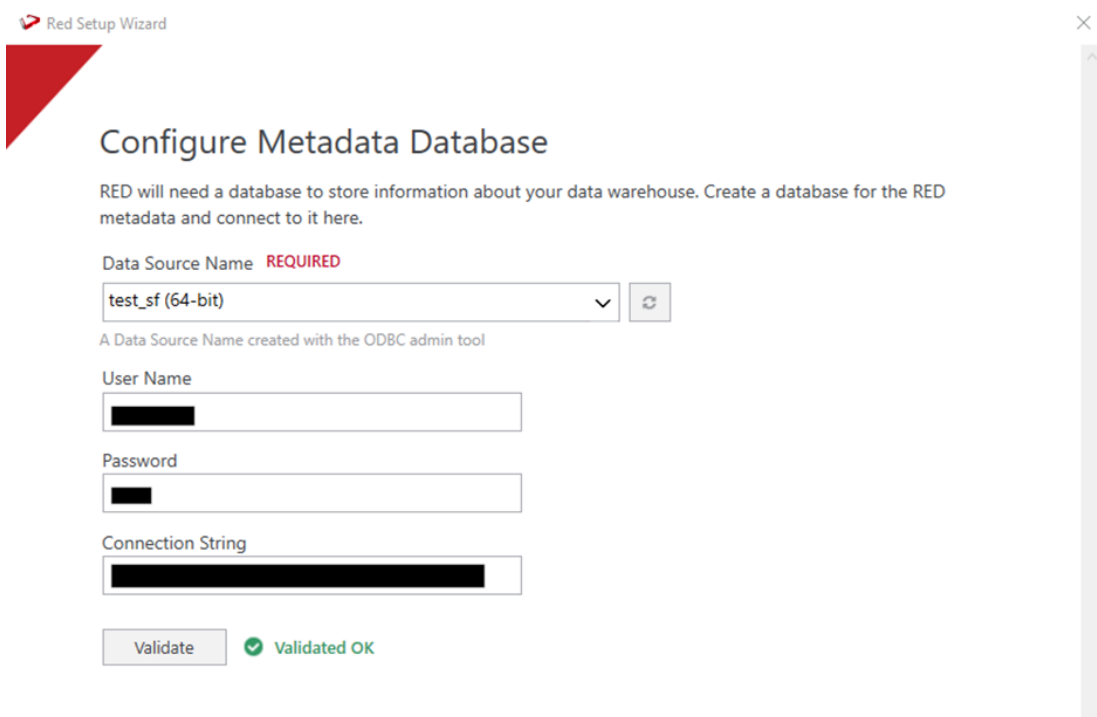 Red Setup Wizard
Configure Metadata Database
RED will need a database to store information about your data warehouse. Create a database for the RED
metadata and connect to it here.
Data Source Name REQUIRED
test_sf (64-bit)
A Data Source Name created with the ODBC admin tool
User Name
Password
Connection String
Validate Validated OK